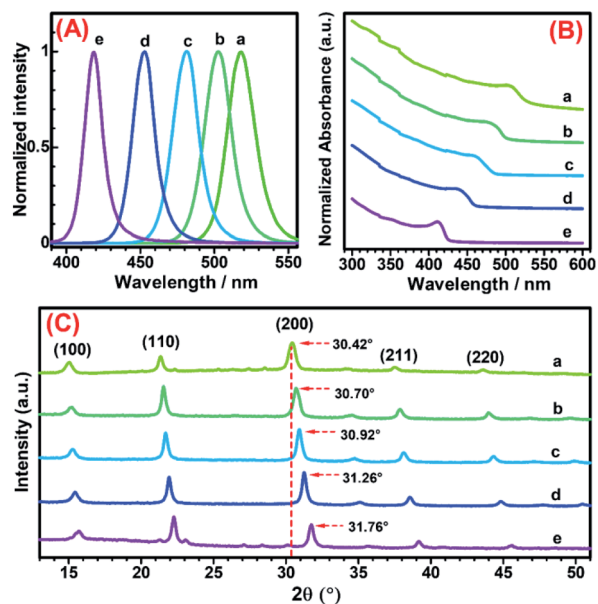 (A)
e d c b a
Normalized intensity
1
0.5
0
400 450 500 550
Wavelength / nm
(B)
Normalized Absorbance (a.u.)
a
b
c
d
e
300 350 400 450 500 550 600
Wavelength / nm
(C)
(100) (110) (200) (211) (220)
Intensity (a.u.)
30.42° a
30.70° b
30.92° c
31.26° d
31.76° e
15 20 25 30 35 40 45 50
2θ (°)